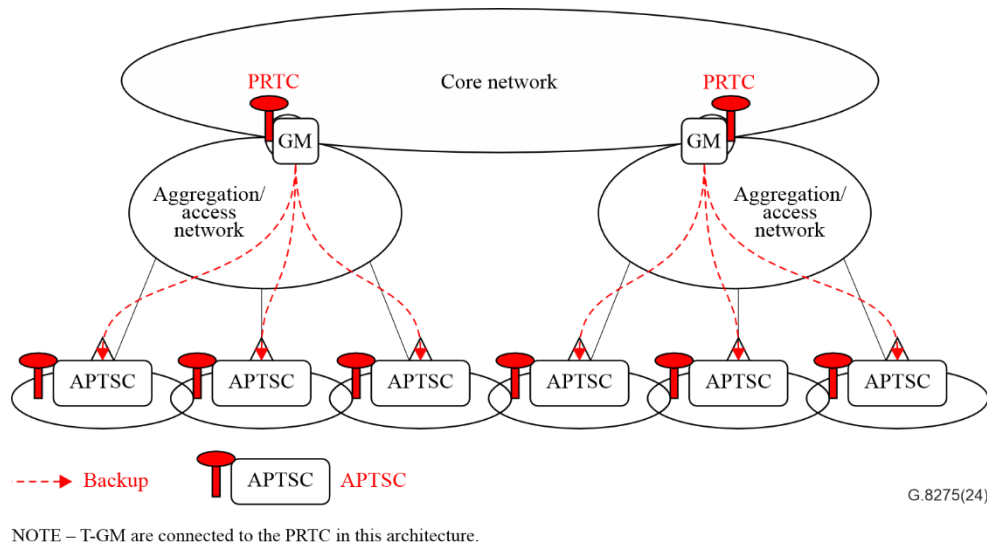 Core network
PRTC
PRTC
GM
GM
Aggregation/
access
network
Aggregation/
access
network
APTSC
APTSC
APTSC
APTSC
APTSC
APTSC
Backup
APTSC
APTSC
G.8275(24)
NOTE – T-GM are connected to the PRTC in this architecture.